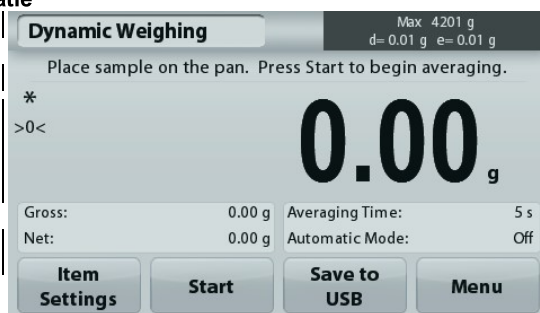 Dynamic Weighing
Max 4201 g
d= 0.01 g e= 0.01 g
Place sample on the pan. Press Start to begin averaging.
*
>0<
0.00 g
Gross: 0.00 g
Net: 0.00 g
Averaging Time: 5 s
Automatic Mode: Off
Item Settings
Start
Save to USB
Menu